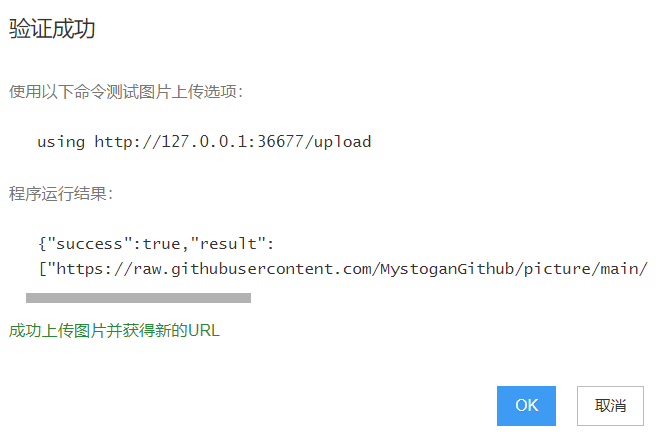 验证成功
使用以下命令测试图片上传选项：
using http://127.0.0.1:36677/upload
程序运行结果：
{"success":true,"result":
["https://raw.githubusercontent.com/MystoganGithub/picture/main/
成功上传图片并获得新的URL
OK 取消